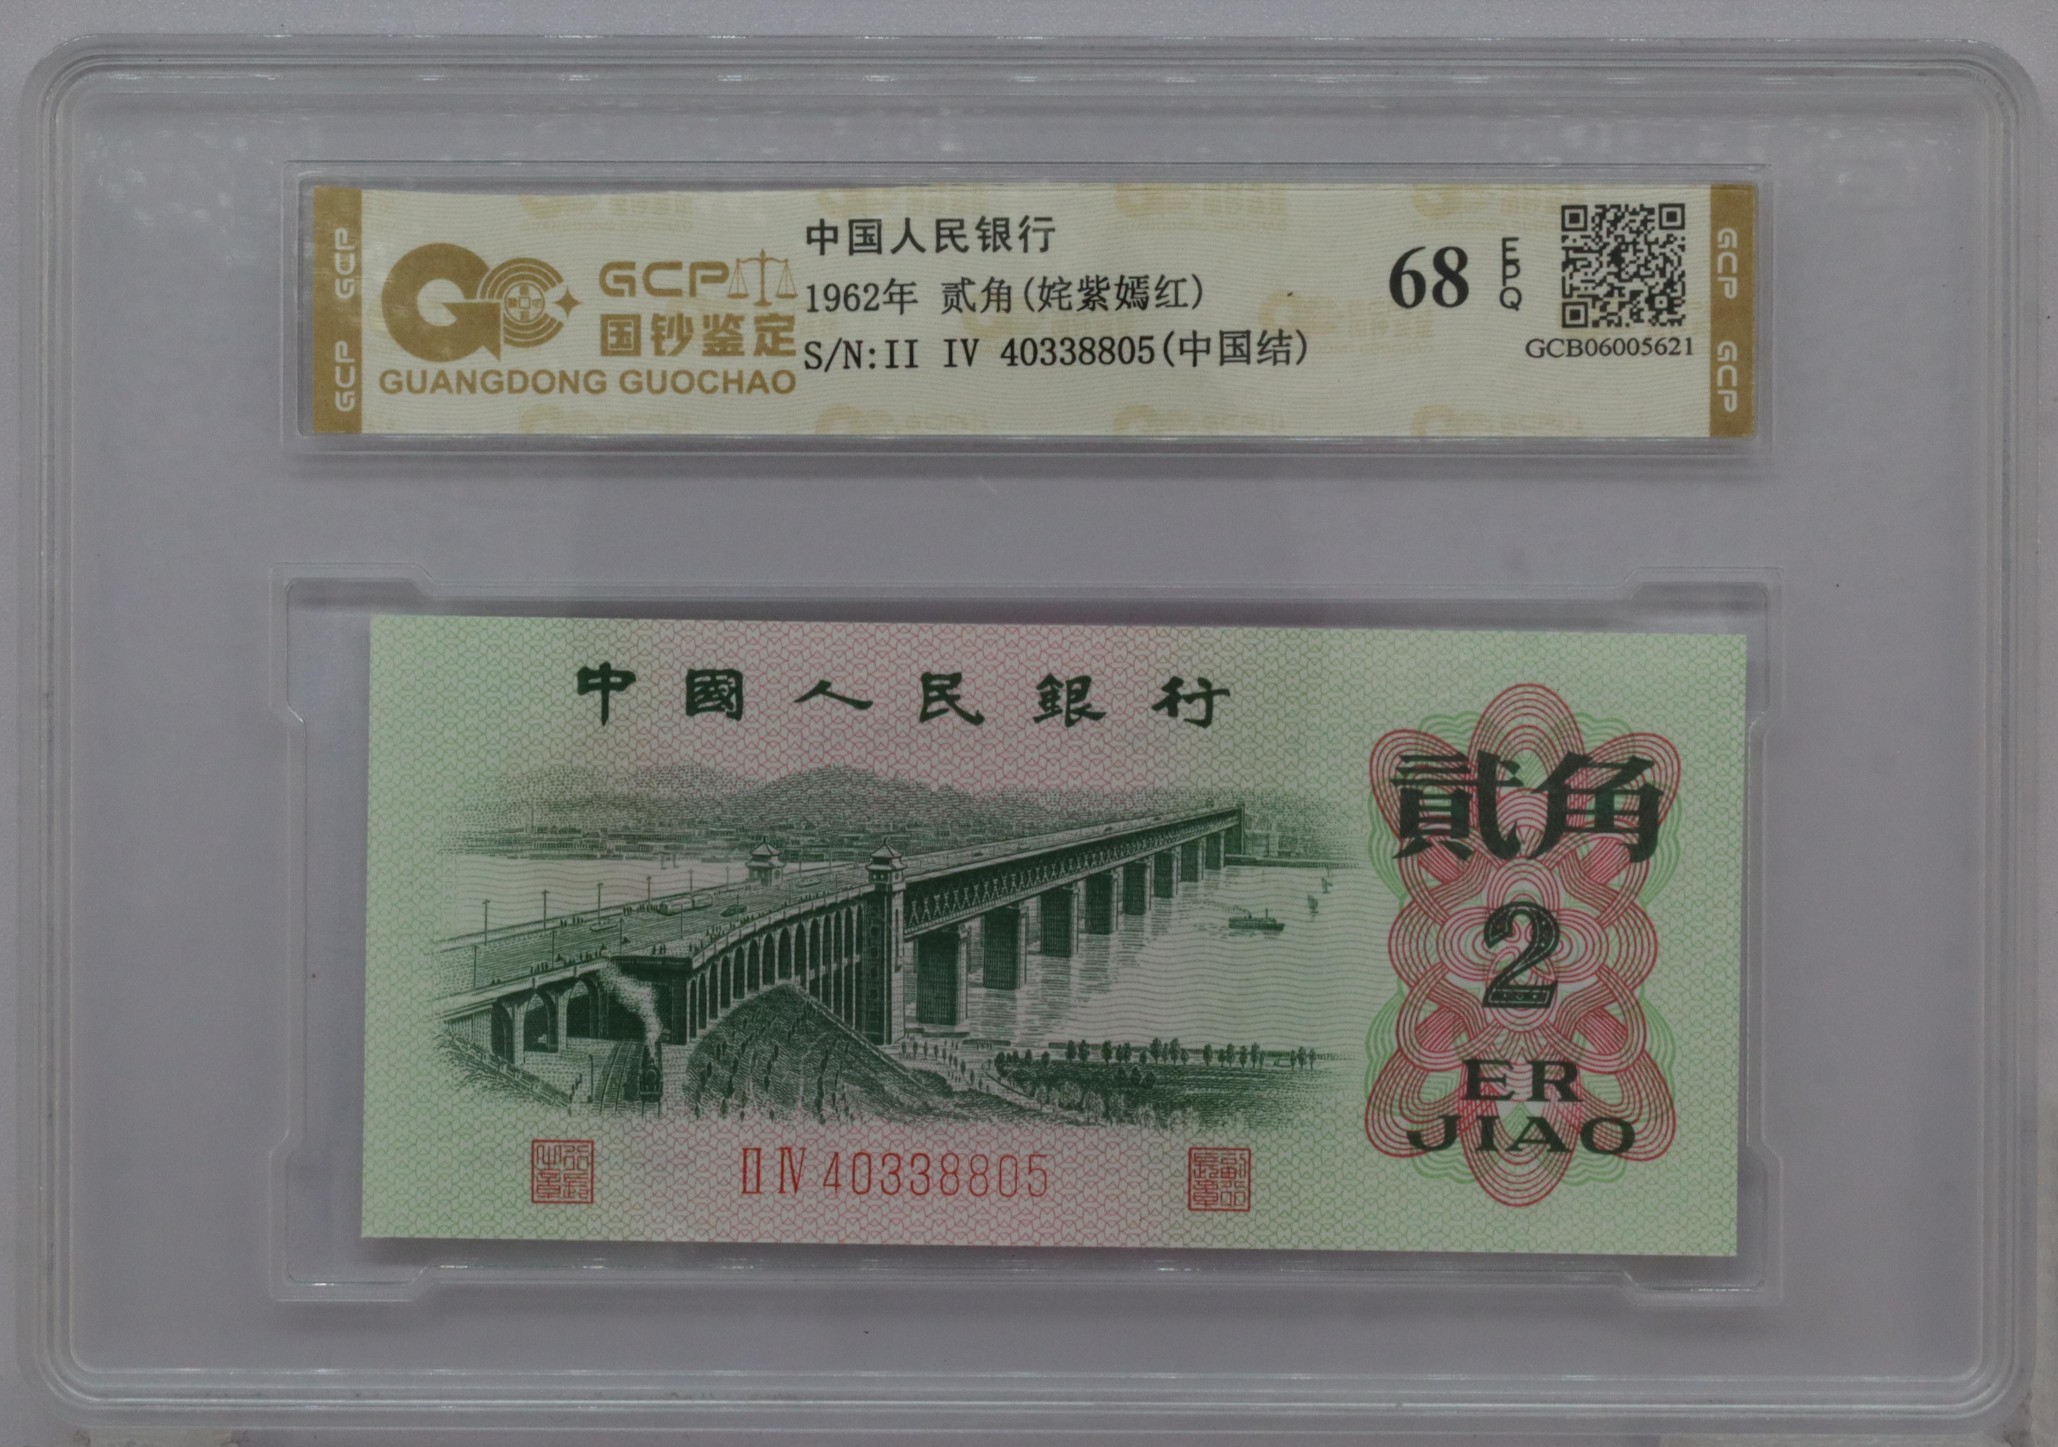 GCP
GCP
GCP
国钞鉴定
GUANGDONG GUOCHAO
中国人民银行
1962年 贰角(姹紫嫣红)
S/N:II IV 40338805(中国结)
68
EPQ
GCB06005621
GCP
GCP
中國人民銀行
貳角
2
ER
JIAO
II IV 40338805